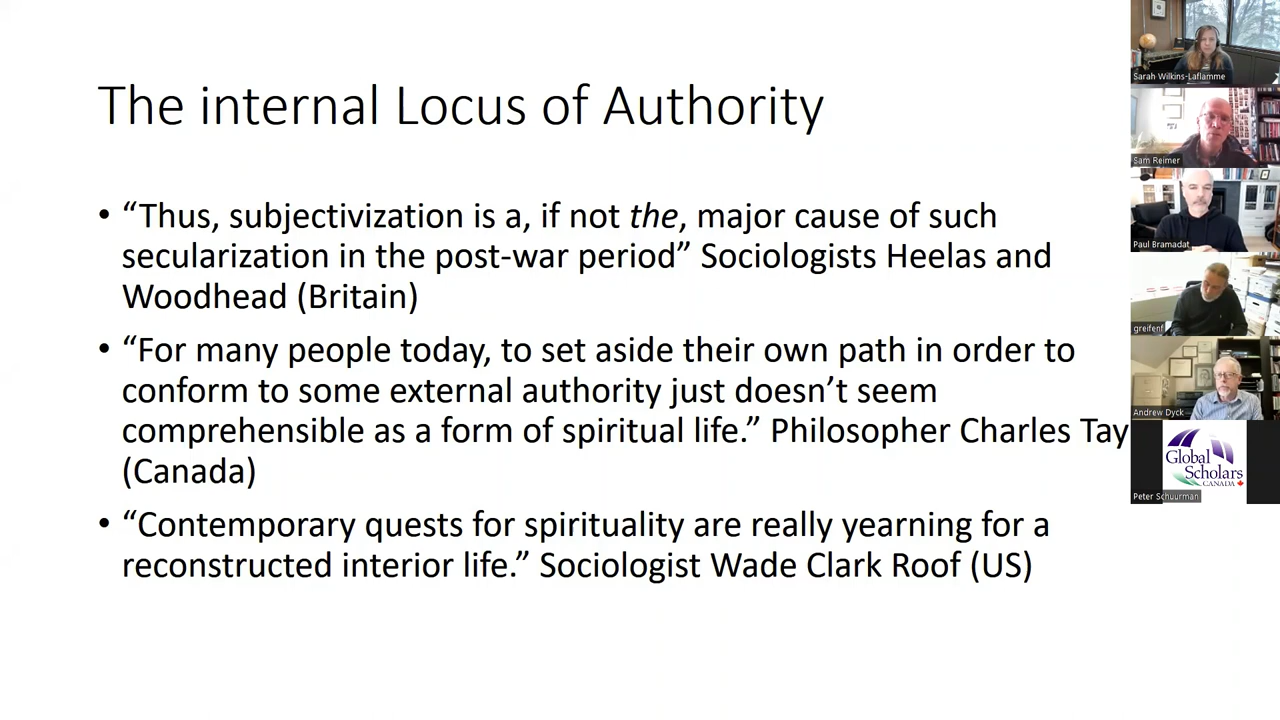 The internal Locus of Authority
• “Thus, subjectivization is a, if not the, major cause of such
secularization in the post-war period” Sociologists Heelas and
Woodhead (Britain)
• “For many people today, to set aside their own path in order to
conform to some external authority just doesn’t seem
comprehensible as a form of spiritual life.” Philosopher Charles Tay
(Canada)
• “Contemporary quests for spirituality are really yearning for a
reconstructed interior life.” Sociologist Wade Clark Roof (US)
Sarah Wilkins-Laflamme
Sam Reimer
Paul Bramadat
greifenf
Andrew Dyck
Global
Scholars
CANADA
Peter Schuurman